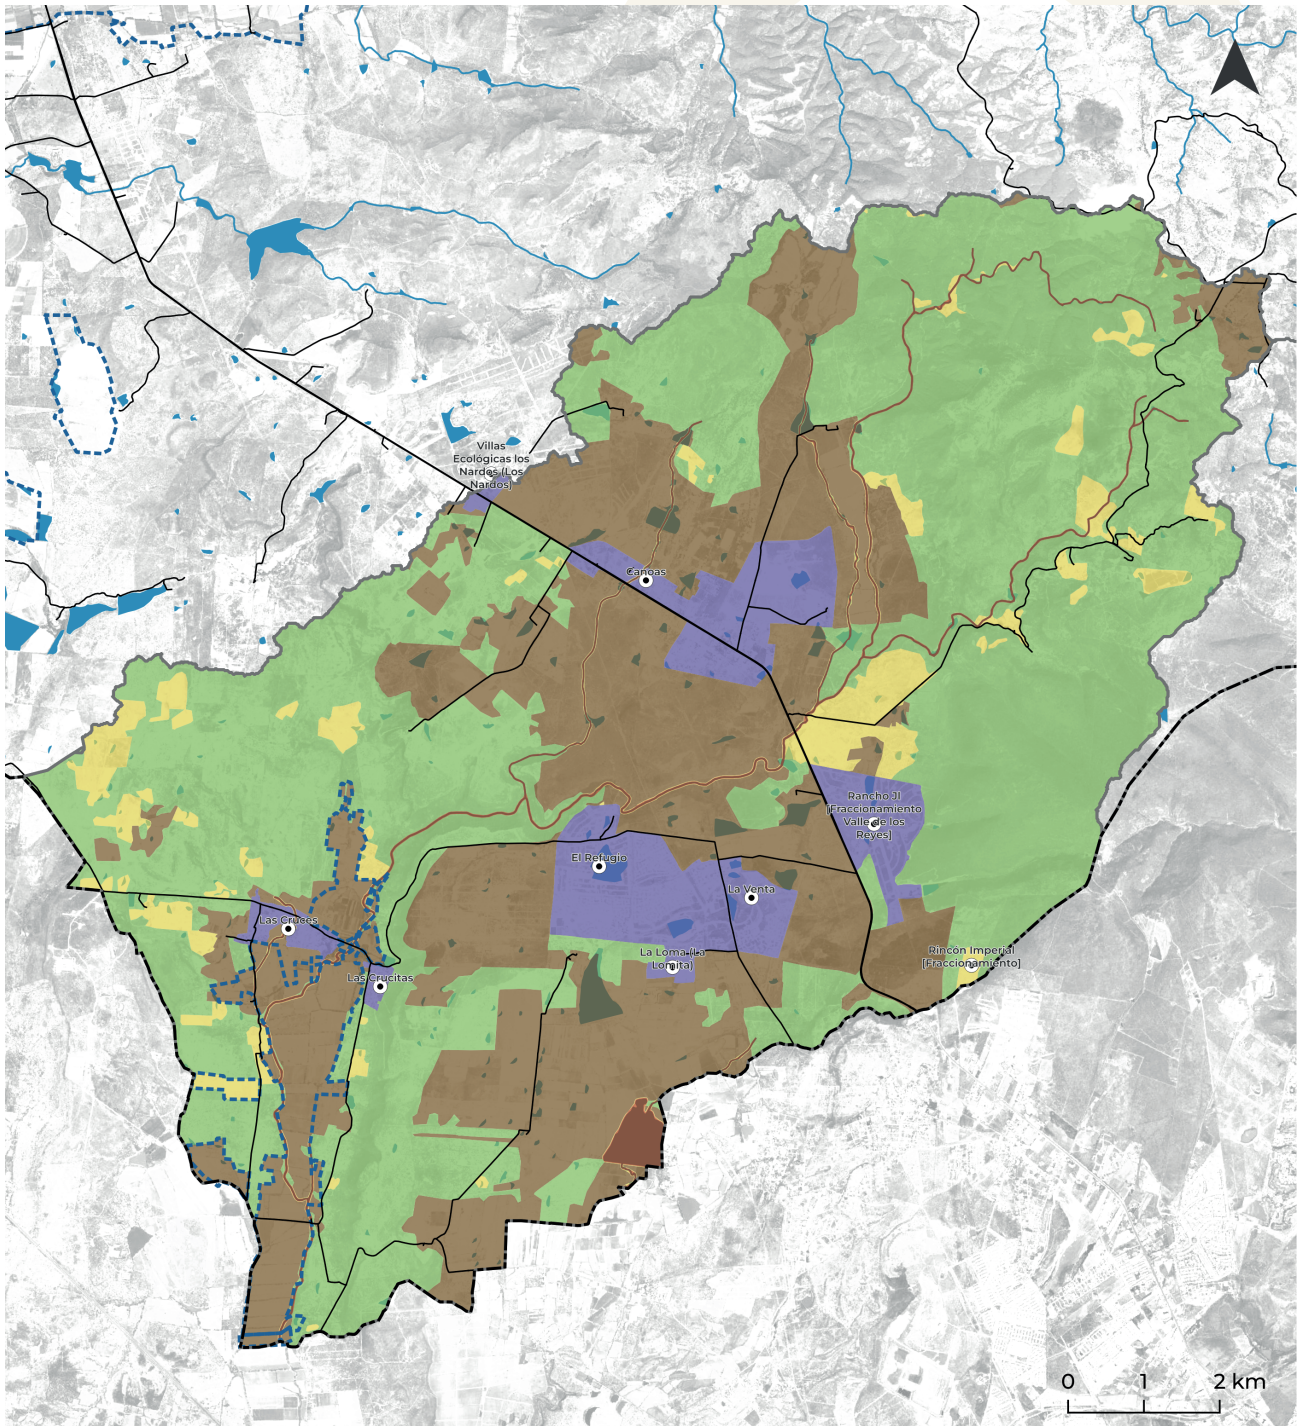 Villas
Ecológicas los
Nardos (Los
Nardos)
Canoas
Rancho JI
[Fraccionamiento
Valle de los
Reyes]
El Refugio
La Venta
Las Cruces
La Loma (La
Lomita)
Rincón Imperial
[Fraccionamiento]
Las Crucitas
0 1 2 km